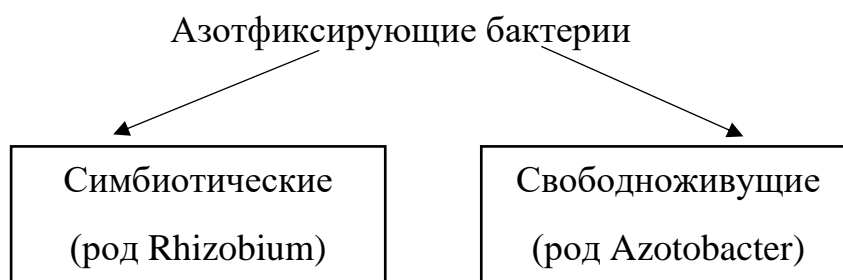 Азотфиксирующие бактерии
Симбиотические
(род Rhizobium)
Свободноживущие
(род Azotobacter)